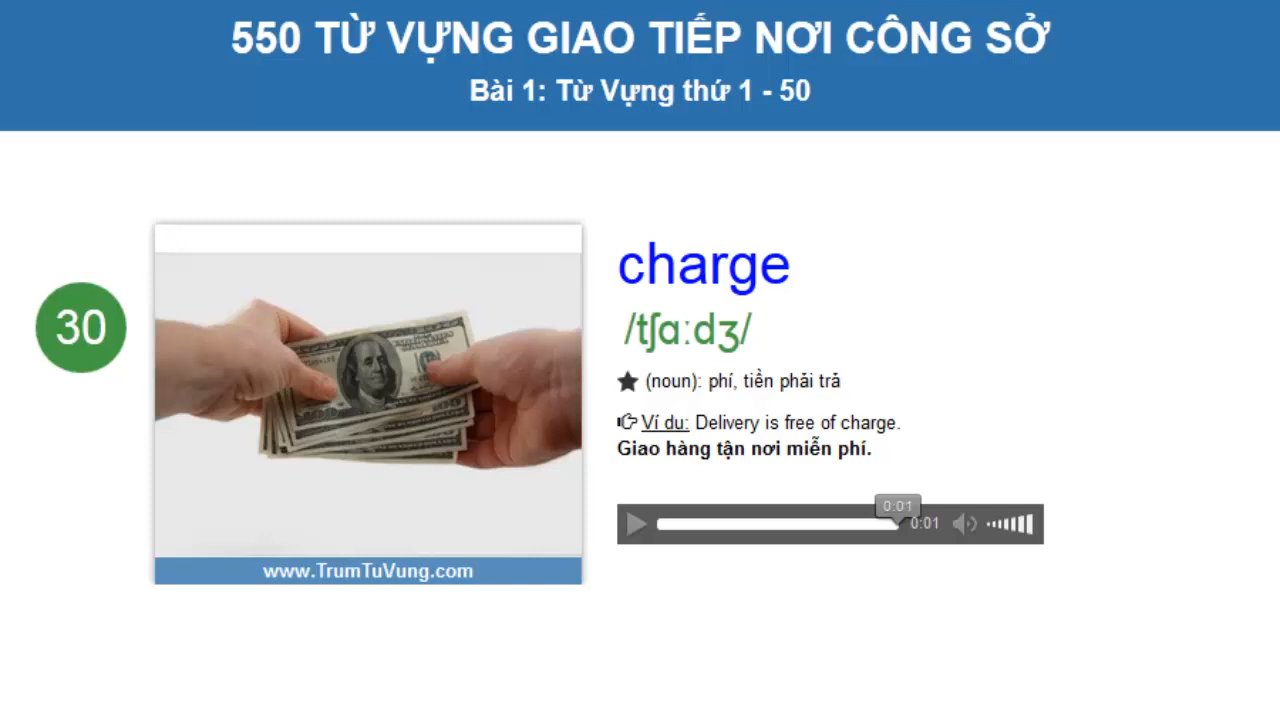 550 TỪ VỰNG GIAO TIẾP NƠI CÔNG SỞ
Bài 1: Từ Vựng thứ 1 - 50
30
charge
/tʃɑːdʒ/
(noun): phí, tiền phải trả
Ví dụ: Delivery is free of charge.
Giao hàng tận nơi miễn phí.
0:01
0:01
www.TrumTuVung.com